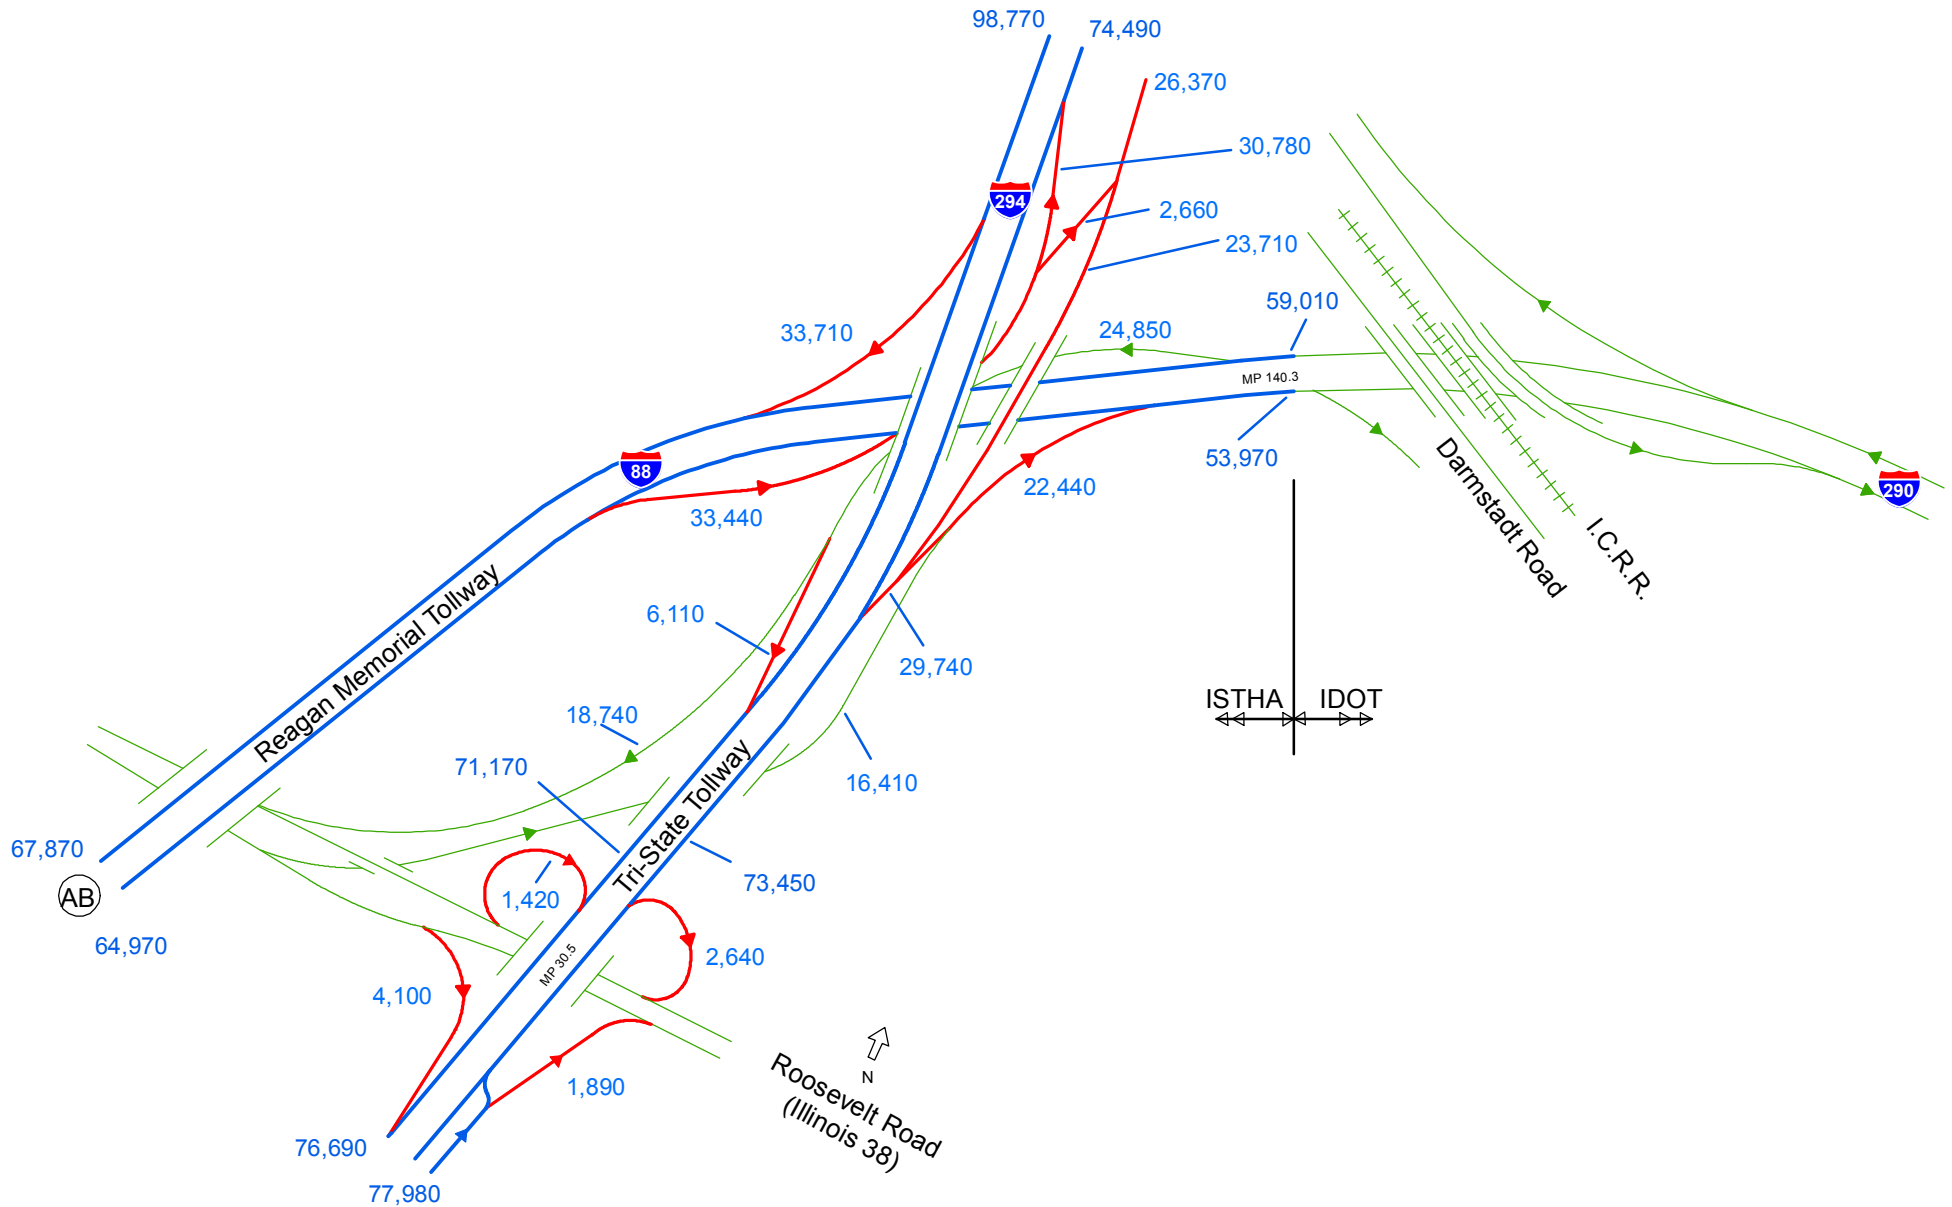 98,770
74,490
26,370
30,780
294
2,660
23,710
59,010
33,710
24,850
MP 140.3
53,970
88
22,440
290
33,440
Darmstadt Road
I.C.R.R.
Reagan Memorial Tollway
6,110
29,740
18,740
ISTHA
IDOT
71,170
16,410
Tri-State Tollway
67,870
AB
73,450
1,420
64,970
MP 30.5
2,640
4,100
N
1,890
Roosevelt Road
(Illinois 38)
76,690
77,980